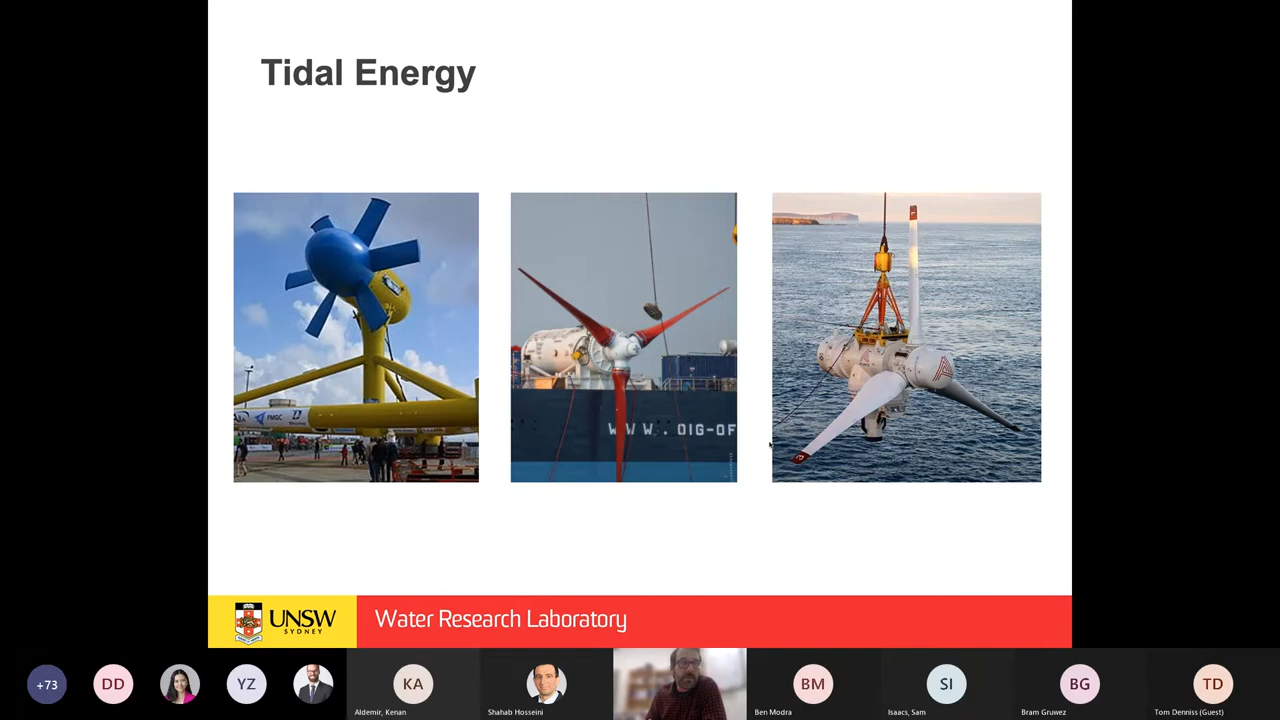 Tidal Energy
FMGC
WWW.OIG-OF
UNSW
SYDNEY
Water Research Laboratory
+73
DD
YZ
KA
BM
SI
BG
TD
Aldemir, Kenan
Shahab Hosseini
Ben Modra
Isaacs, Sam
Bram Gruwez
Tom Denniss (Guest)